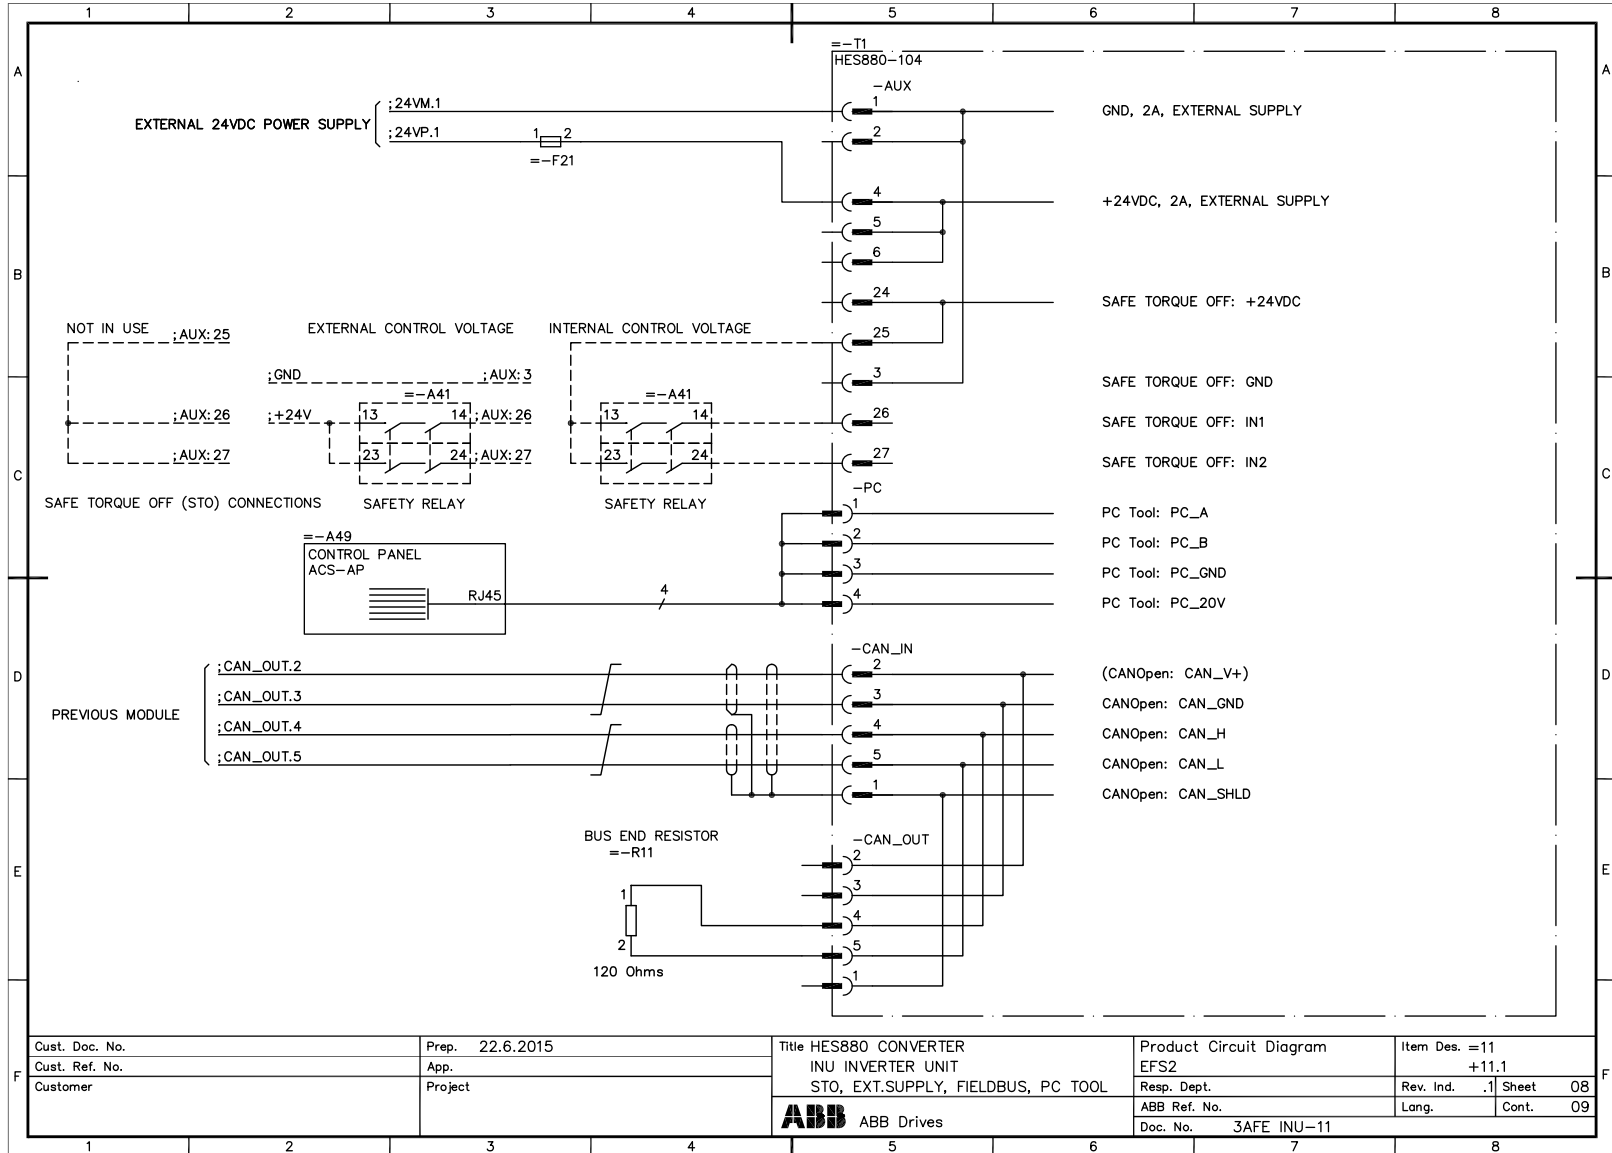 1 2 3 4 5 6 7 8
A A
B B
C C
D D
E E
F F
=-T1
HES880-104
-AUX
;24VM.1
1
GND, 2A, EXTERNAL SUPPLY
EXTERNAL 24VDC POWER SUPPLY
;24VP.1
1 2
=-F21
2
4
+24VDC, 2A, EXTERNAL SUPPLY
5
6
24
SAFE TORQUE OFF: +24VDC
NOT IN USE
;AUX:25
EXTERNAL CONTROL VOLTAGE
INTERNAL CONTROL VOLTAGE
25
;GND
;AUX:3
3
SAFE TORQUE OFF: GND
=-A41
=-A41
;AUX:26
;+24V
13 14
;AUX:26
13 14
26
SAFE TORQUE OFF: IN1
;AUX:27
23 24
;AUX:27
23 24
27
SAFE TORQUE OFF: IN2
SAFE TORQUE OFF (STO) CONNECTIONS
SAFETY RELAY
SAFETY RELAY
-PC
1
PC Tool: PC_A
=-A49
CONTROL PANEL
ACS-AP
2
PC Tool: PC_B
3
PC Tool: PC_GND
RJ45
4
4
PC Tool: PC_20V
-CAN_IN
;CAN_OUT.2
2
(CANOpen: CAN_V+)
;CAN_OUT.3
3
CANOpen: CAN_GND
PREVIOUS MODULE
;CAN_OUT.4
4
CANOpen: CAN_H
;CAN_OUT.5
5
CANOpen: CAN_L
1
CANOpen: CAN_SHLD
BUS END RESISTOR
=-R11
-CAN_OUT
2
1
3
4
2
5
120 Ohms
1
Cust. Doc. No.
Cust. Ref. No.
Customer
Prep. 22.6.2015
App.
Project
Title HES880 CONVERTER
INU INVERTER UNIT
STO, EXT.SUPPLY, FIELDBUS, PC TOOL
ABB ABB Drives
Product Circuit Diagram
EFS2
Resp. Dept.
ABB Ref. No.
Doc. No. 3AFE INU-11
Item Des. =11
+11.1
Rev. Ind. .1 Sheet 08
Lang. Cont. 09
1 2 3 4 5 6 7 8